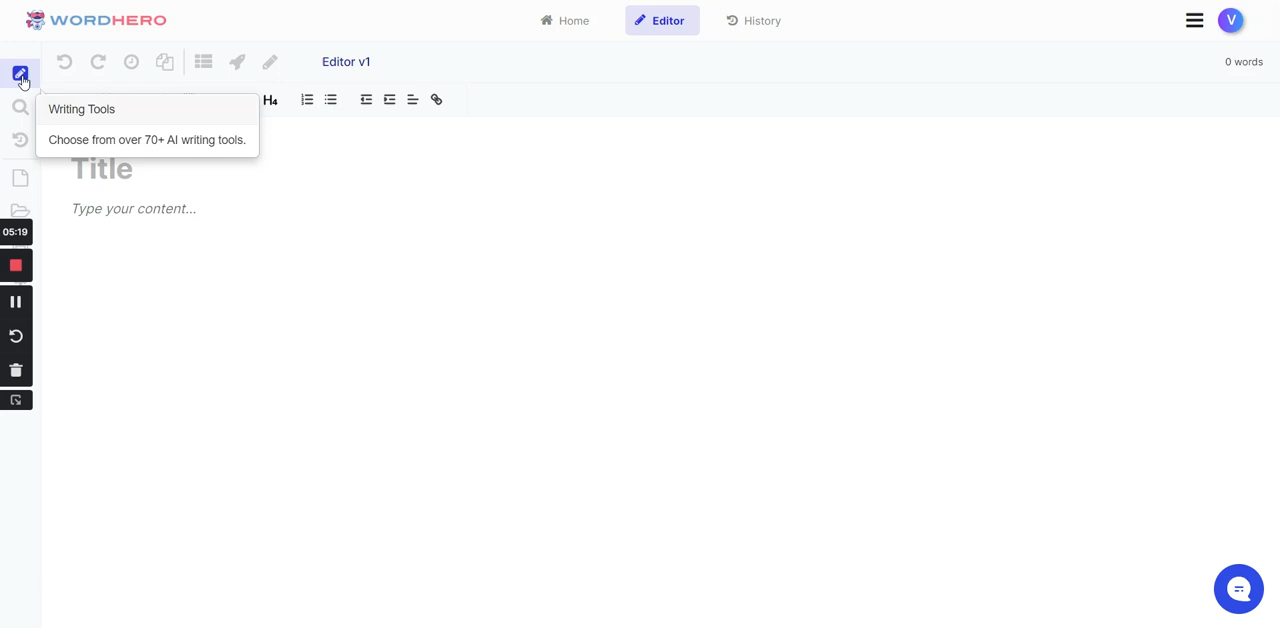 WORDHERO
Home
Editor
History
V
Editor v1
0 words
H4
Writing Tools
Choose from over 70+ AI writing tools.
Title
Type your content...
05:19